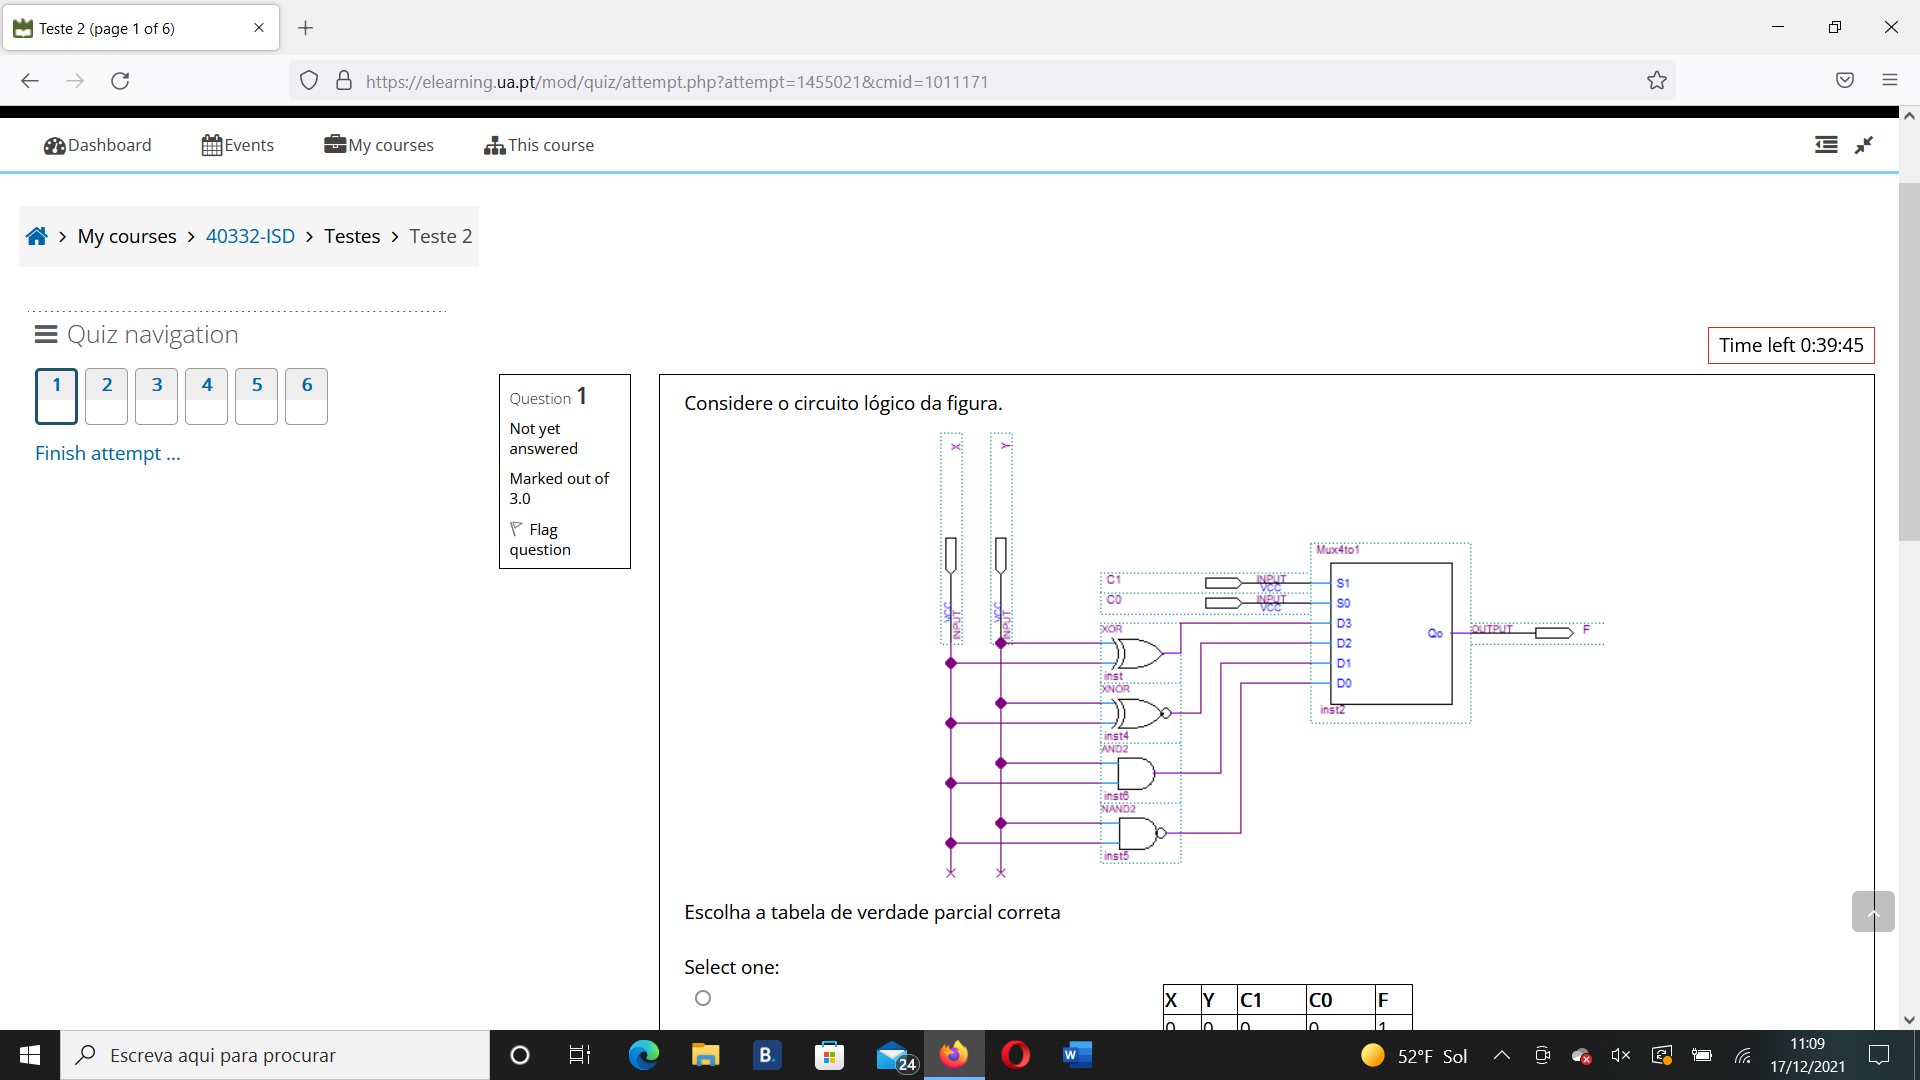 Teste 2 (page 1 of 6)
https://elearning.ua.pt/mod/quiz/attempt.php?attempt=1455021&cmid=1011171
Dashboard
Events
My courses
This course
My courses
40332-ISD
Testes
Teste 2
Quiz navigation
1
2
3
4
5
6
Finish attempt ...
Time left 0:39:45
Question 1
Not yet
answered
Marked out of
3.0
Flag
question
Considere o circuito lógico da figura.
X
Y
VCC
INPUT
VCC
INPUT
C1
INPUT
VCC
C0
INPUT
VCC
Mux4to1
S1
S0
D3
D2
D1
D0
Qo
inst2
OUTPUT
F
XOR
inst
XNOR
inst4
AND2
inst6
NAND2
inst5
Escolha a tabela de verdade parcial correta
Select one:
X Y C1 C0 F
0 0 0 0 1
Escreva aqui para procurar
B.
24
W
52°F Sol
11:09
17/12/2021